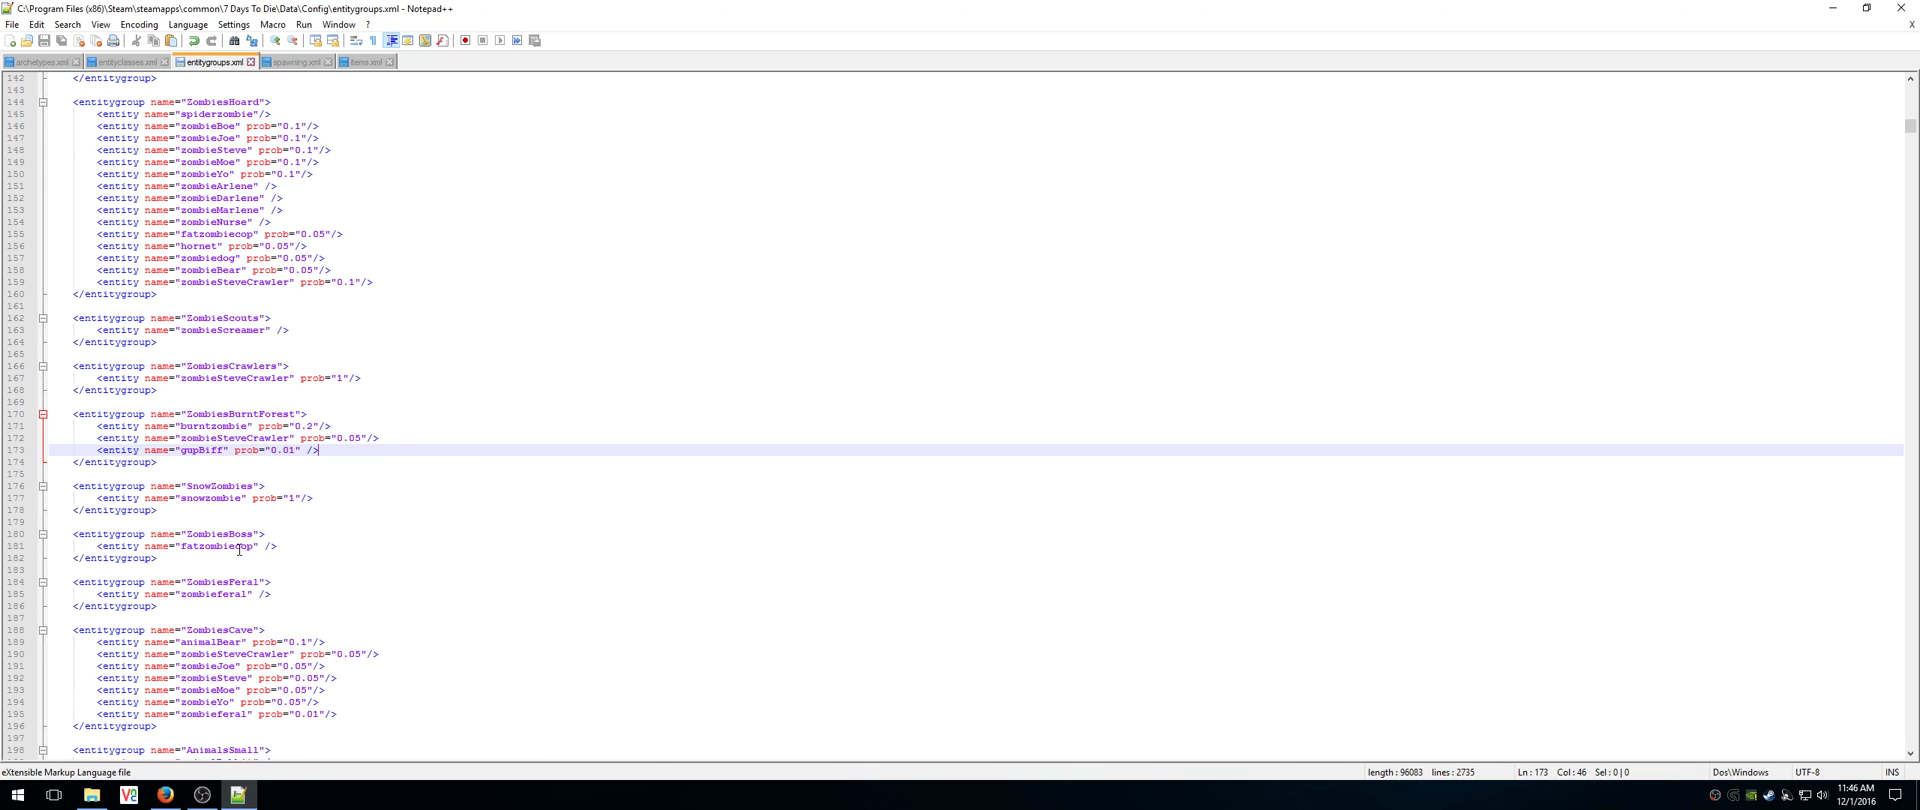 C:\Program Files (x86)\Steam\steamapps\common\7 Days To Die\Data\Config\entitygroups.xml - Notepad++
File Edit Search View Encoding Language Settings Macro Run Window ?
archetypes.xml entityclasses.xml entitygroups.xml spawning.xml items.xml
142 </entitygroup>
143
144 <entitygroup name="ZombiesHoard">
145 <entity name="spiderzombie"/>
146 <entity name="zombieBoe" prob="0.1"/>
147 <entity name="zombieJoe" prob="0.1"/>
148 <entity name="zombieSteve" prob="0.1"/>
149 <entity name="zombieMoe" prob="0.1"/>
150 <entity name="zombieYo" prob="0.1"/>
151 <entity name="zombieArlene" />
152 <entity name="zombieDarlene" />
153 <entity name="zombieMarlene" />
154 <entity name="zombieNurse" />
155 <entity name="fatzombiecop" prob="0.05"/>
156 <entity name="hornet" prob="0.05"/>
157 <entity name="zombiedog" prob="0.05"/>
158 <entity name="zombieBear" prob="0.05"/>
159 <entity name="zombieSteveCrawler" prob="0.1"/>
160 </entitygroup>
161
162 <entitygroup name="ZombieScouts">
163 <entity name="zombieScreamer" />
164 </entitygroup>
165
166 <entitygroup name="ZombiesCrawlers">
167 <entity name="zombieSteveCrawler" prob="1"/>
168 </entitygroup>
169
170 <entitygroup name="ZombiesBurntForest">
171 <entity name="burntzombie" prob="0.2"/>
172 <entity name="zombieSteveCrawler" prob="0.05"/>
173 <entity name="gupBiff" prob="0.01" />
174 </entitygroup>
175
176 <entitygroup name="SnowZombies">
177 <entity name="snowzombie" prob="1"/>
178 </entitygroup>
179
180 <entitygroup name="ZombiesBoss">
181 <entity name="fatzombiecop" />
182 </entitygroup>
183
184 <entitygroup name="ZombiesFeral">
185 <entity name="zombieferal" />
186 </entitygroup>
187
188 <entitygroup name="ZombiesCave">
189 <entity name="animalBear" prob="0.1"/>
190 <entity name="zombieSteveCrawler" prob="0.05"/>
191 <entity name="zombieJoe" prob="0.05"/>
192 <entity name="zombieSteve" prob="0.05"/>
193 <entity name="zombieMoe" prob="0.05"/>
194 <entity name="zombieYo" prob="0.05"/>
195 <entity name="zombieferal" prob="0.01"/>
196 </entitygroup>
197
198 <entitygroup name="AnimalsSmall">
eXtensible Markup Language file length : 96083 lines : 2735 Ln : 173 Col : 46 Sel : 0 | 0 Dos\Windows UTF-8 INS
11:46 AM
12/1/2016